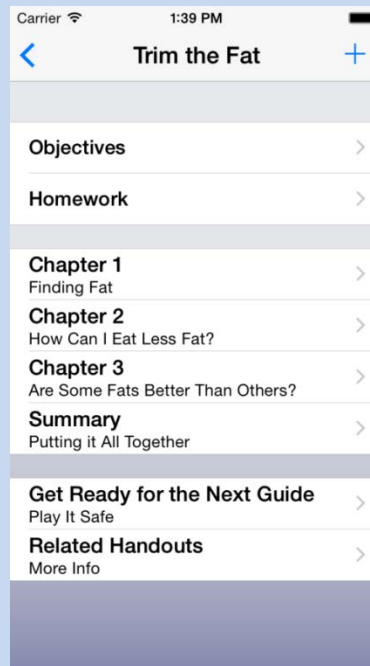 Carrier 1:39 PM
Trim the Fat +
Objectives
Homework
Chapter 1
Finding Fat
Chapter 2
How Can I Eat Less Fat?
Chapter 3
Are Some Fats Better Than Others?
Summary
Putting it All Together
Get Ready for the Next Guide
Play It Safe
Related Handouts
More Info